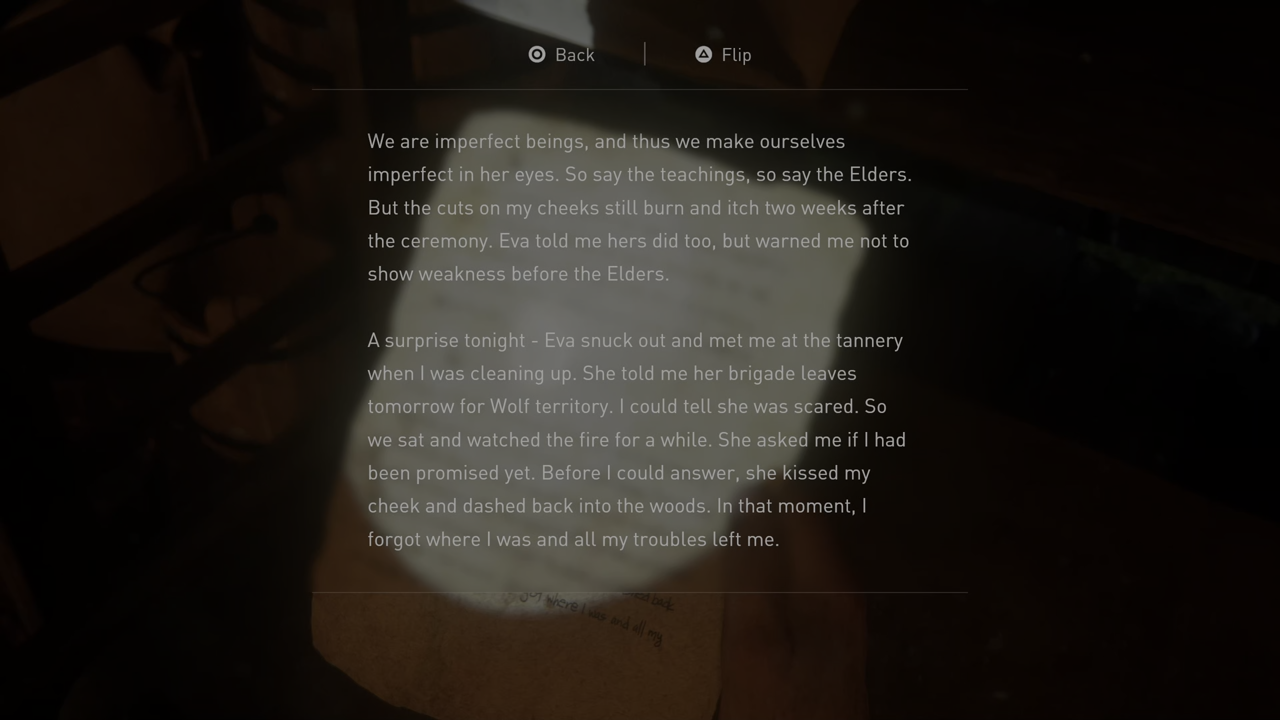 Back
Flip
We are imperfect beings, and thus we make ourselves
imperfect in her eyes. So say the teachings, so say the Elders.
But the cuts on my cheeks still burn and itch two weeks after
the ceremony. Eva told me hers did too, but warned me not to
show weakness before the Elders.
A surprise tonight - Eva snuck out and met me at the tannery
when I was cleaning up. She told me her brigade leaves
tomorrow for Wolf territory. I could tell she was scared. So
we sat and watched the fire for a while. She asked me if I had
been promised yet. Before I could answer, she kissed my
cheek and dashed back into the woods. In that moment, I
forgot where I was and all my troubles left me.
where I was and all my